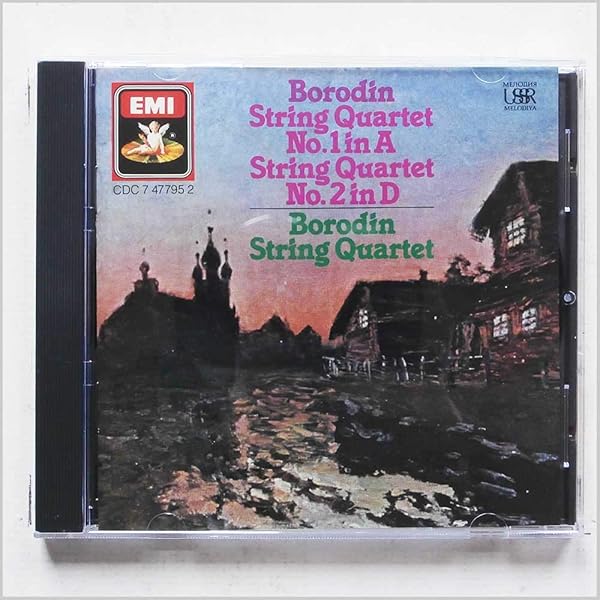 EMI
CDC 7 47795 2
Borodin
String Quartet
No.1 in A
String Quartet
No.2 in D
Borodin
String Quartet
МЕЛОДИЯ
USSR
MELODIYA